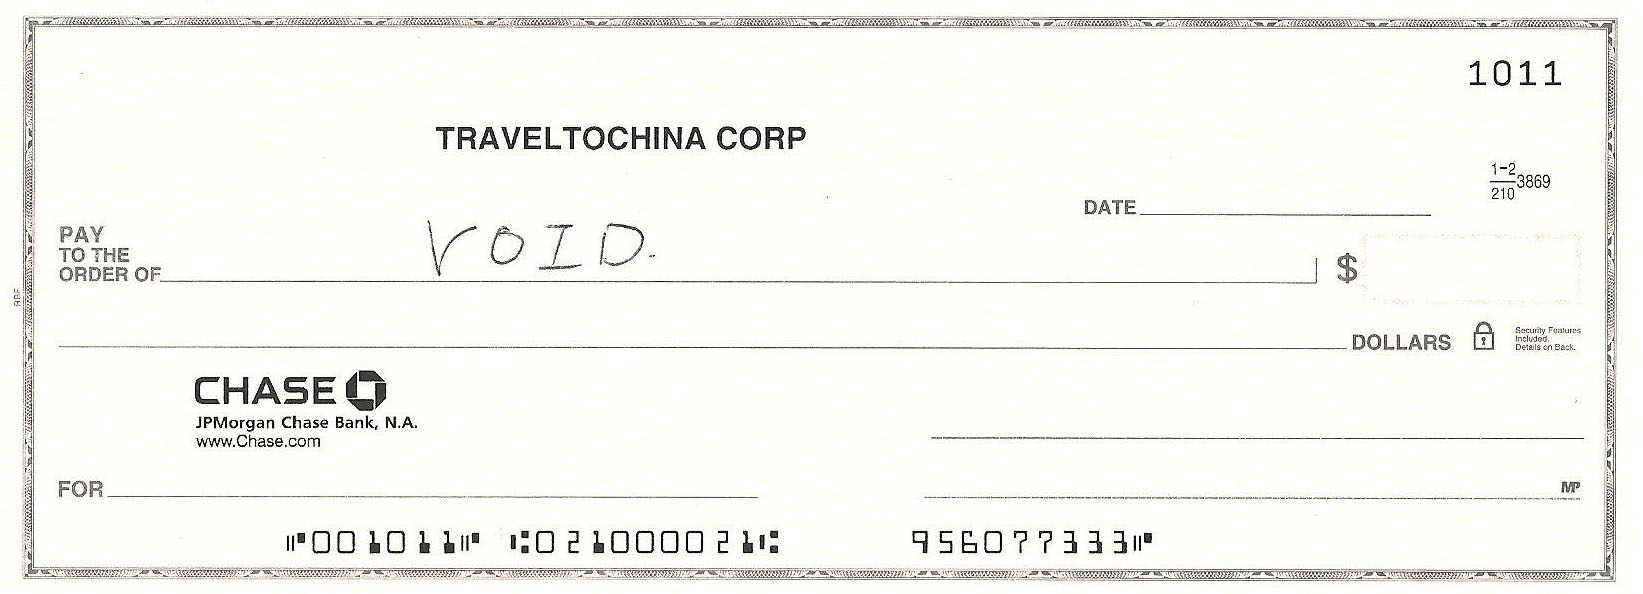 1011
TRAVELTOCHINA CORP
1-2
210 3869
DATE
PAY
TO THE
ORDER OF
VOID.
$
DOLLARS
Security Features
Included.
Details on Back.
CHASE
JPMorgan Chase Bank, N.A.
www.Chase.com
FOR
MP
⑈001011⑈ ⑆021000021⑆ 956077333⑈
RBF